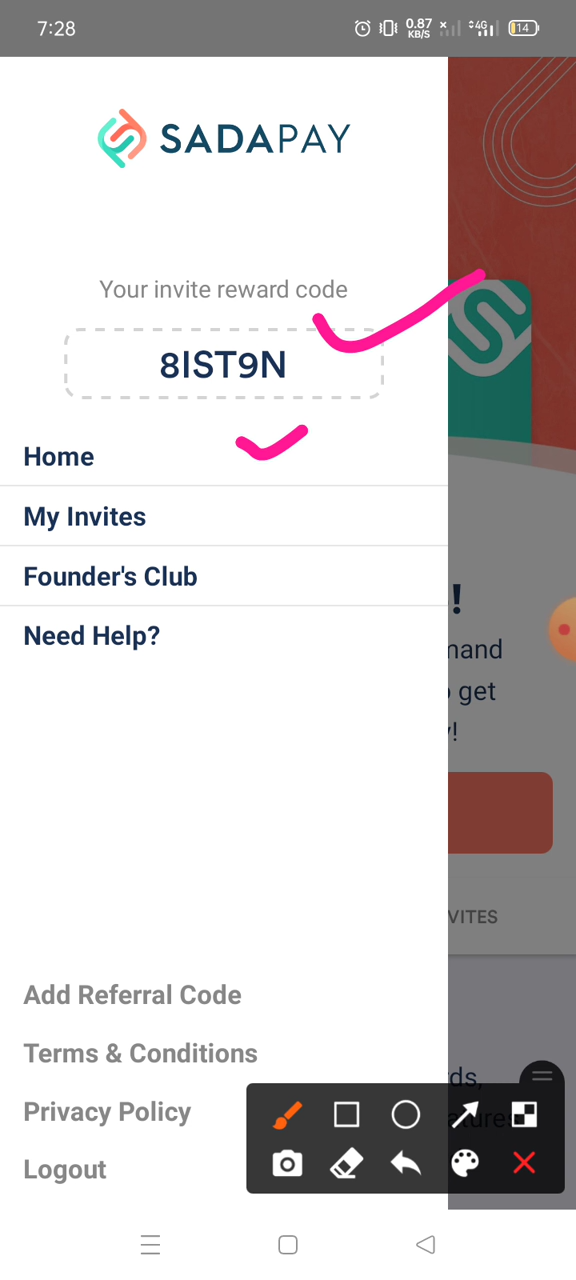 7:28
0.87
KB/S
4G
14
SADAPAY
Your invite reward code
8IST9N
Home
My Invites
Founder's Club
!
Need Help?
get
!
VITES
Add Referral Code
Terms & Conditions
Privacy Policy
Logout